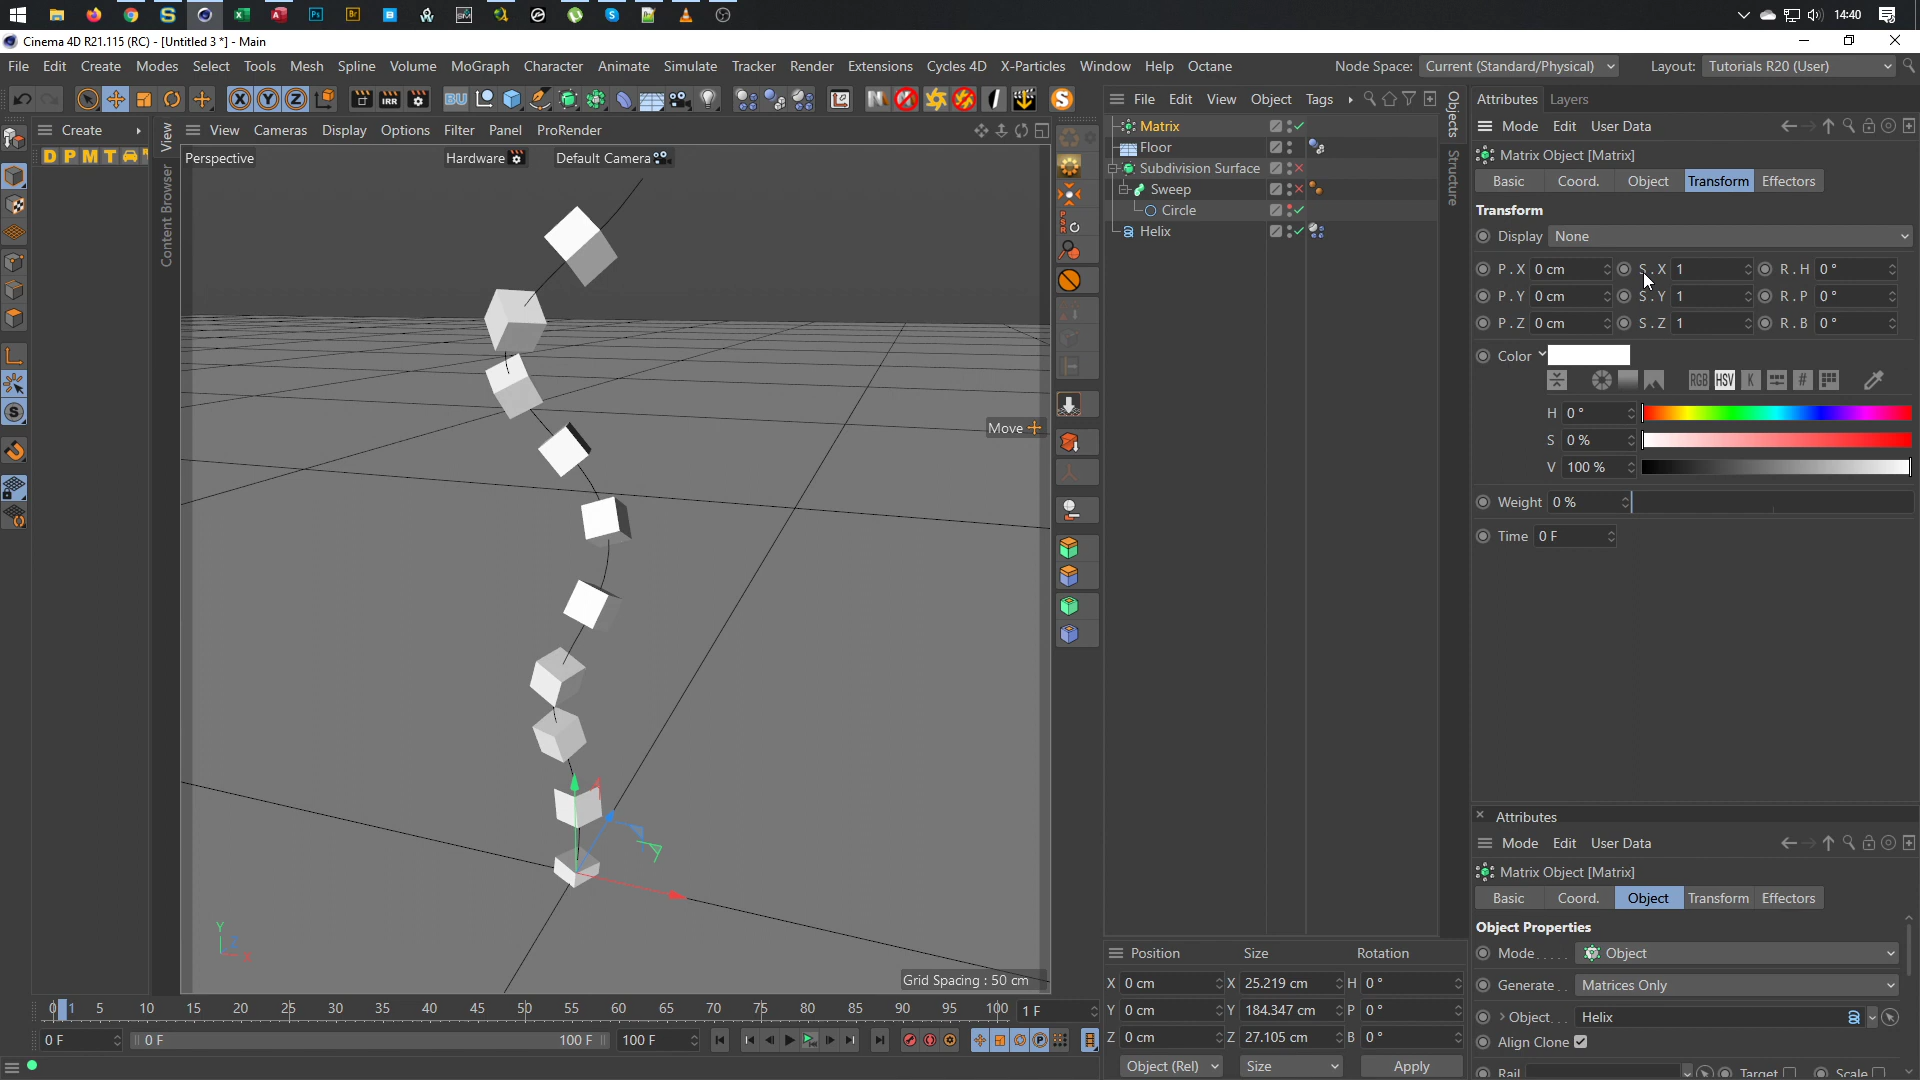 14:40
Cinema 4D R21.115 (RC) - [Untitled 3 *] - Main
File Edit Create Modes Select Tools Mesh Spline Volume MoGraph Character Animate Simulate Tracker Render Extensions Cycles 4D X-Particles Window Help Octane Node Space: Current (Standard/Physical) Layout: Tutorials R20 (User)
File Edit View Object Tags Attributes Layers
Create View Cameras Display Options Filter Panel ProRender
Mode Edit User Data
D P M T
Perspective Hardware Default Camera
View
Content Browser
Objects
Structure
Matrix
Floor
Subdivision Surface
Sweep
Circle
Helix
Matrix Object [Matrix]
Basic Coord. Object Transform Effectors
Transform
Display None
P . X 0 cm S . X 1 R . H 0 °
P . Y 0 cm S . Y 1 R . P 0 °
P . Z 0 cm S . Z 1 R . B 0 °
Color
RGB HSV K #
H 0 °
S 0 %
V 100 %
Weight 0 %
Time 0 F
Move
Grid Spacing : 50 cm
Y
Z
X
Attributes
Mode Edit User Data
Matrix Object [Matrix]
Basic Coord. Object Transform Effectors
Object Properties
Mode..... Object
Generate.. Matrices Only
Object... Helix
Align Clone
Rail Target Scale
Position Size Rotation
X 0 cm X 25.219 cm H 0 °
Y 0 cm Y 184.347 cm P 0 °
Z 0 cm Z 27.105 cm B 0 °
Object (Rel) Size Apply
0 1 5 10 15 20 25 30 35 40 45 50 55 60 65 70 75 80 85 90 95 100 1 F
0 F 0 F 100 F 100 F